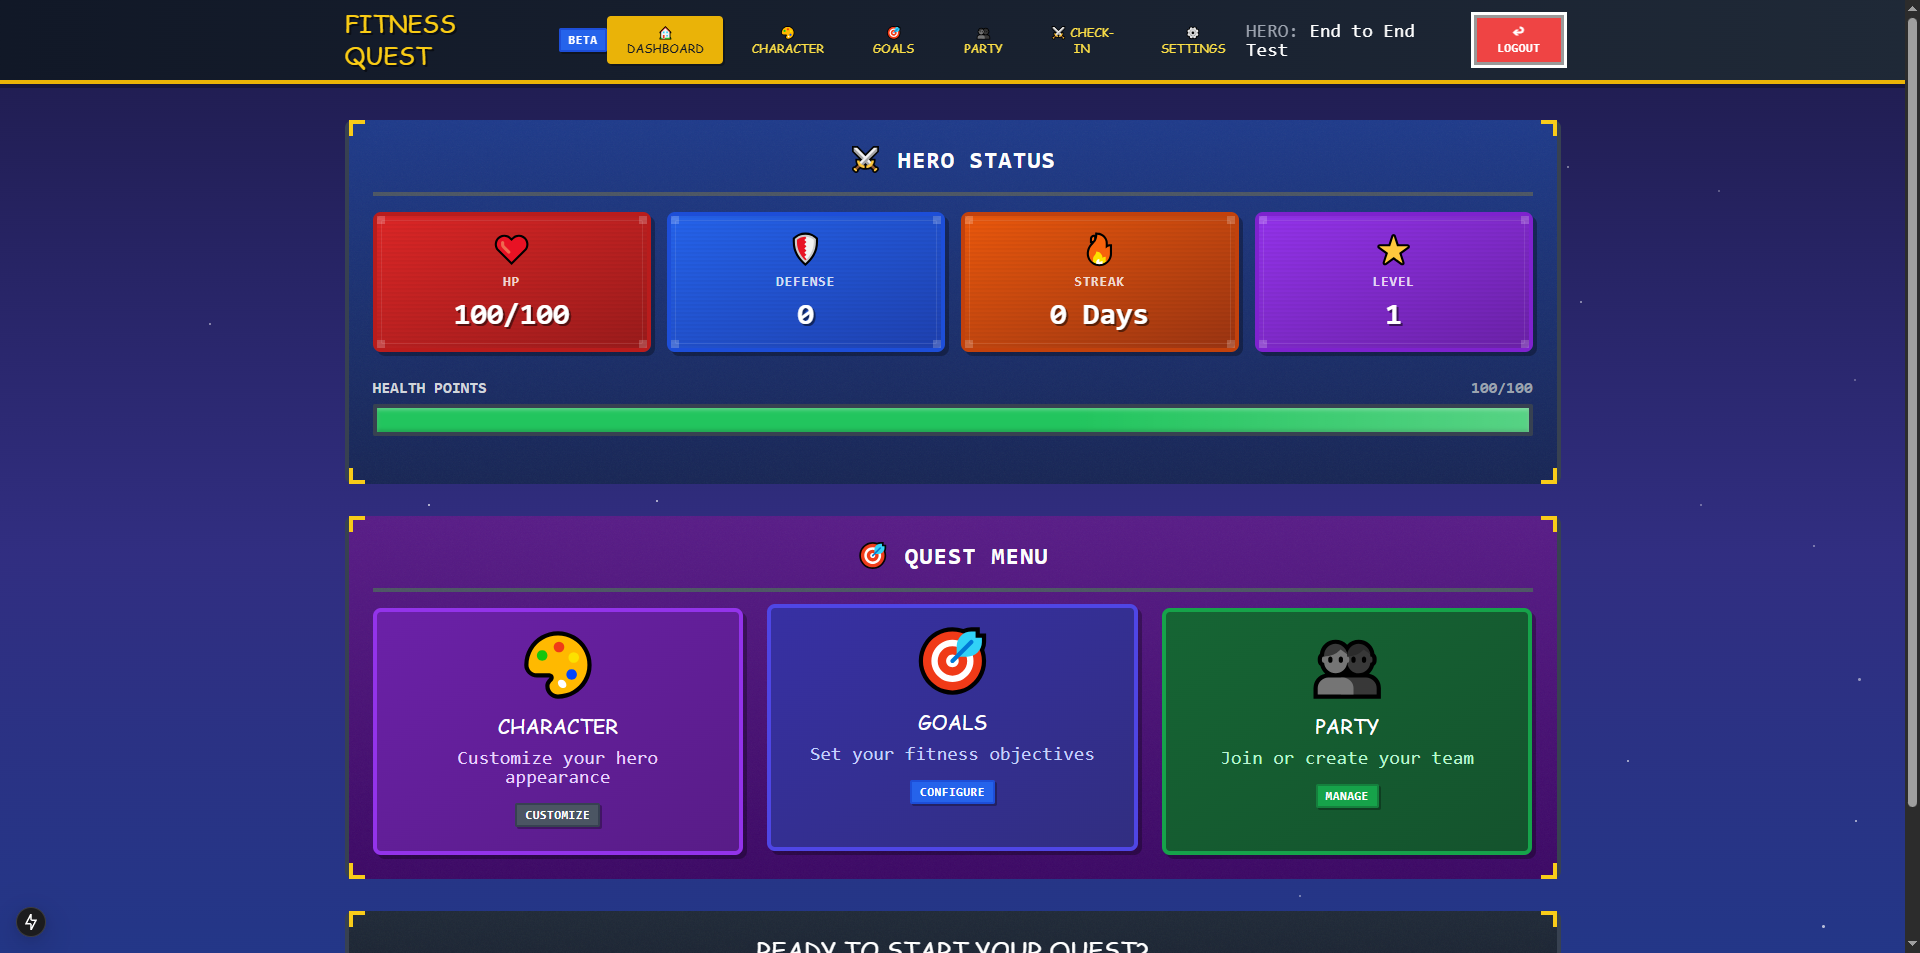 FITNESS
QUEST
BETA
DASHBOARD
CHARACTER
GOALS
PARTY
CHECK-
IN
SETTINGS
HERO: End to End
Test
LOGOUT
HERO STATUS
HP
100/100
DEFENSE
0
STREAK
0 Days
LEVEL
1
HEALTH POINTS
100/100
QUEST MENU
CHARACTER
Customize your hero
appearance
CUSTOMIZE
GOALS
Set your fitness objectives
CONFIGURE
PARTY
Join or create your team
MANAGE
READY TO START YOUR QUEST?